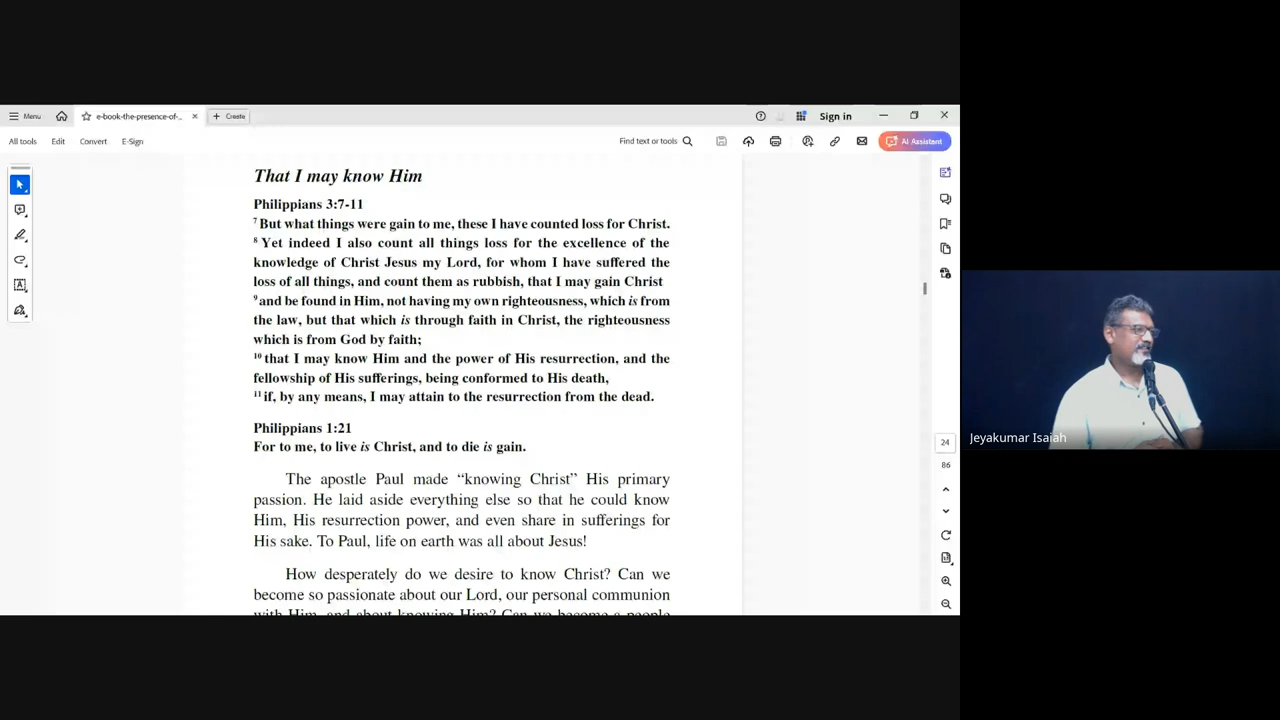 Menu
e-book-the-presence-of-...
Create
Sign in
All tools
Edit
Convert
E-Sign
Find text or tools
AI Assistant
That I may know Him
Philippians 3:7-11
7 But what things were gain to me, these I have counted loss for Christ.
8 Yet indeed I also count all things loss for the excellence of the
knowledge of Christ Jesus my Lord, for whom I have suffered the
loss of all things, and count them as rubbish, that I may gain Christ
9 and be found in Him, not having my own righteousness, which is from
the law, but that which is through faith in Christ, the righteousness
which is from God by faith;
10 that I may know Him and the power of His resurrection, and the
fellowship of His sufferings, being conformed to His death,
11 if, by any means, I may attain to the resurrection from the dead.
Philippians 1:21
For to me, to live is Christ, and to die is gain.
The apostle Paul made “knowing Christ” His primary
passion. He laid aside everything else so that he could know
Him, His resurrection power, and even share in sufferings for
His sake. To Paul, life on earth was all about Jesus!
How desperately do we desire to know Christ? Can we
become so passionate about our Lord, our personal communion
with Him, and about knowing Him? Can we become a people
24
86
Jeyakumar Isaiah